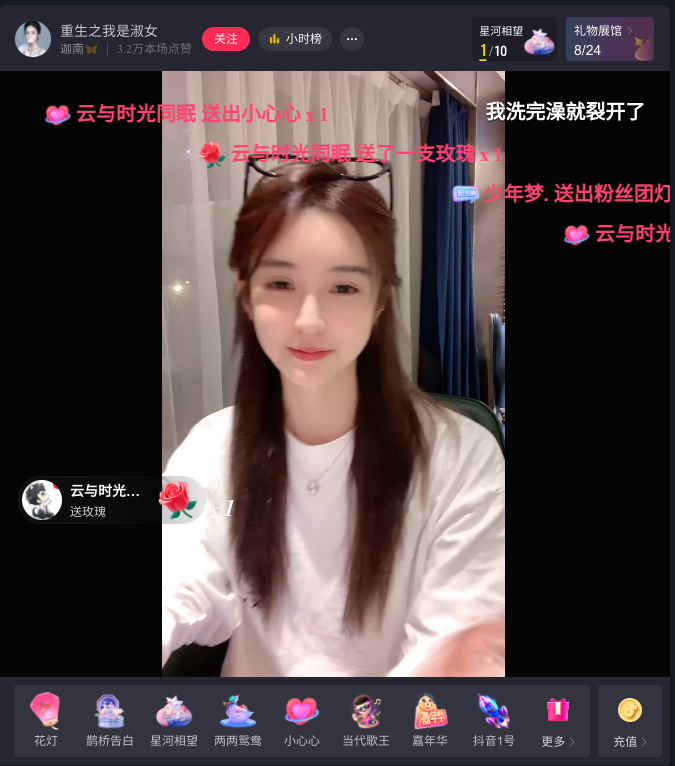 重生之我是淑女
迦南
3.2万本场点赞
关注
小时榜
星河相望
1/10
礼物展馆
8/24
云与时光同眠 送出小心心 x 1
我洗完澡就裂开了
云与时光同眠 送了一支玫瑰 x 1
少年梦. 送出粉丝团灯
云与时光
云与时光...
送玫瑰
x 1
花灯
鹊桥告白
星河相望
两两鸳鸯
小心心
当代歌王
嘉年华
抖音1号
更多
充值